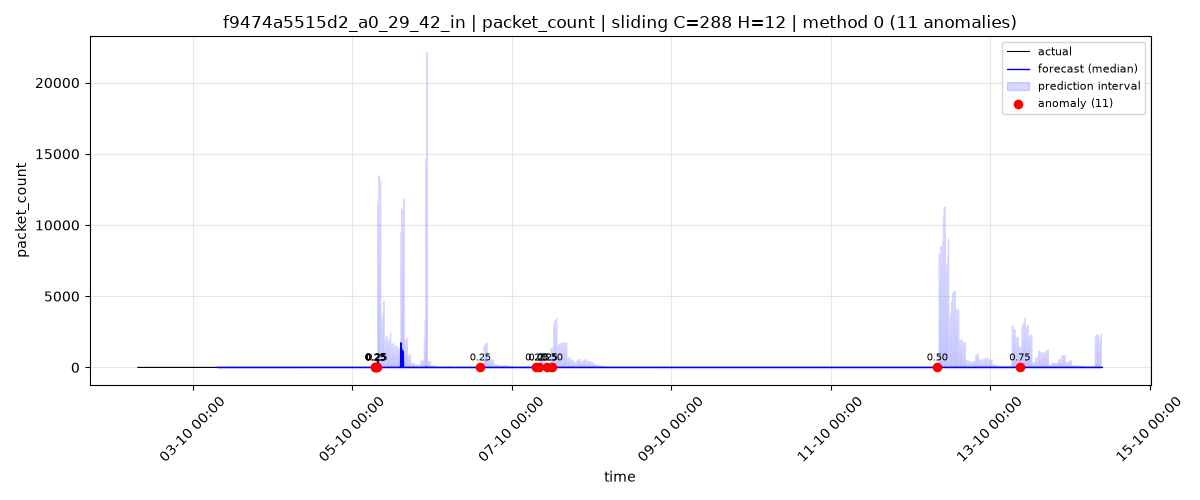 f9474a5515d2_a0_29_42_in | packet_count | sliding C=288 H=12 | method 0 (11 anomalies)
actual
forecast (median)
prediction interval
anomaly (11)
packet_count
20000
15000
10000
5000
0
0.25
0.25
0.50
0.75
03-10 00:00
05-10 00:00
07-10 00:00
09-10 00:00
11-10 00:00
13-10 00:00
15-10 00:00
time